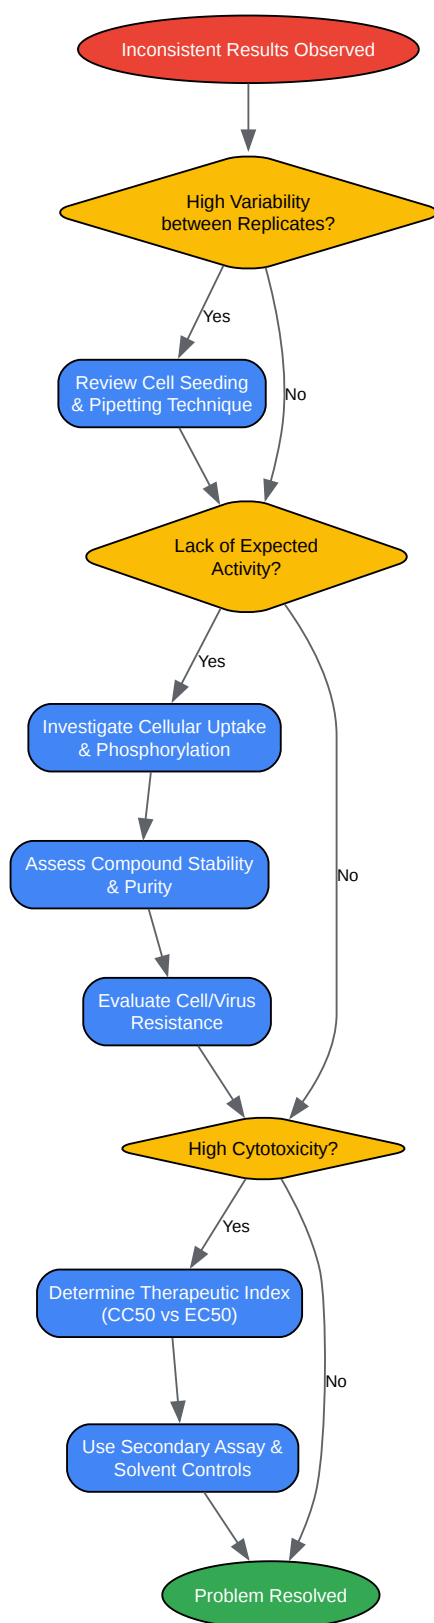 Inconsistent Results Observed
High Variability
between Replicates?
Yes
Review Cell Seeding
& Pipetting Technique
No
Lack of Expected
Activity?
Yes
Investigate Cellular Uptake
& Phosphorylation
Assess Compound Stability
& Purity
No
Evaluate Cell/Virus
Resistance
High Cytotoxicity?
Yes
Determine Therapeutic Index
(CC50 vs EC50)
No
Use Secondary Assay &
Solvent Controls
Problem Resolved